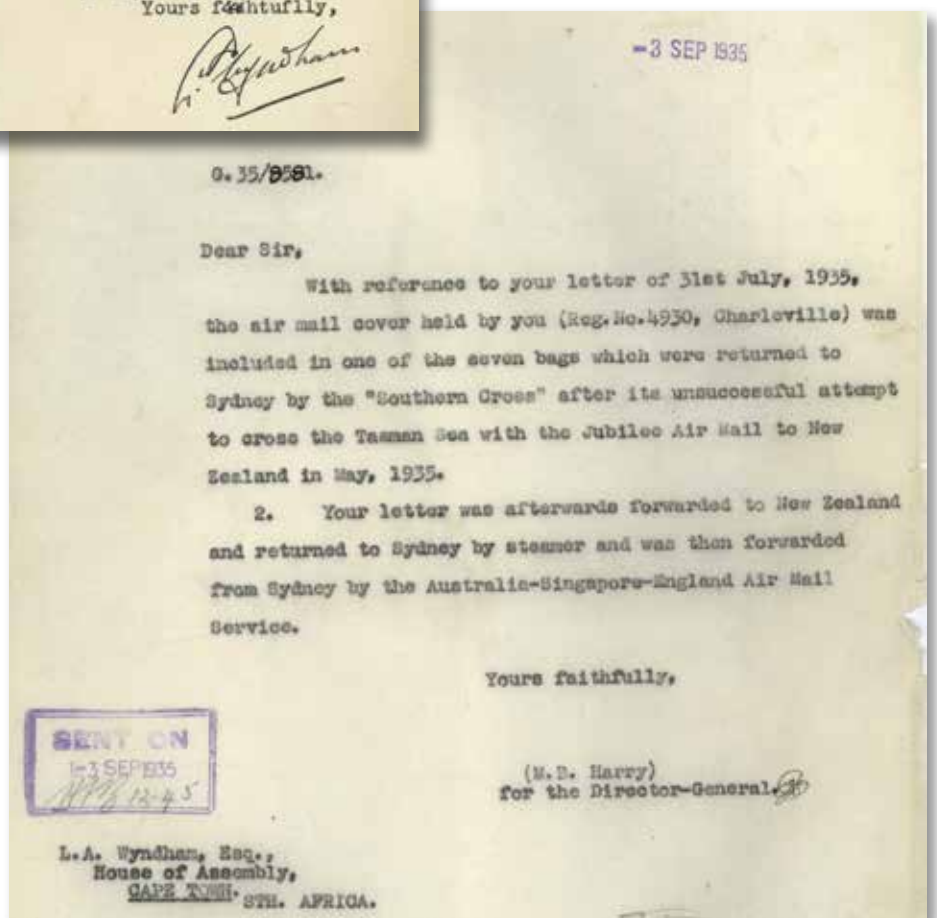 Yours faithtuflly,
-3 SEP 1935
G.35/8581.
Dear Sir,
With reference to your letter of 31st July, 1935,
the air mail cover held by you (Reg.No.4930, Charleville) was
included in one of the seven bags which were returned to
Sydney by the "Southern Cross" after its unsuccessful attempt
to cross the Tasman Sea with the Jubilee Air Mail to New
Zealand in May, 1935.
2. Your letter was afterwards forwarded to New Zealand
and returned to Sydney by steamer and was then forwarded
from Sydney by the Australia-Singapore-England Air Mail
Service.
Yours faithfully,
(M.B. Harry)
for the Director-General.
SENT ON
-3 SEP 1935
12-45
L.A. Wyndham, Esq.,
House of Assembly,
CAPE TOWN. STH. AFRICA.